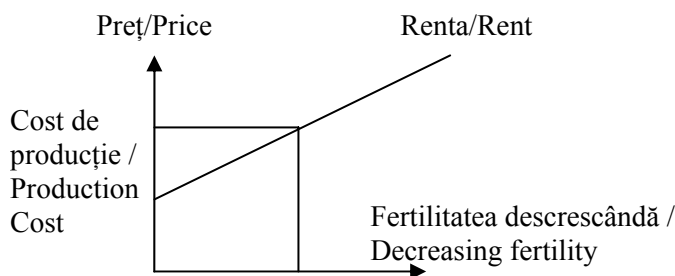 Preț/Price
Renta/Rent
Cost de
producție /
Production
Cost
Fertilitatea descrescândă /
Decreasing fertility